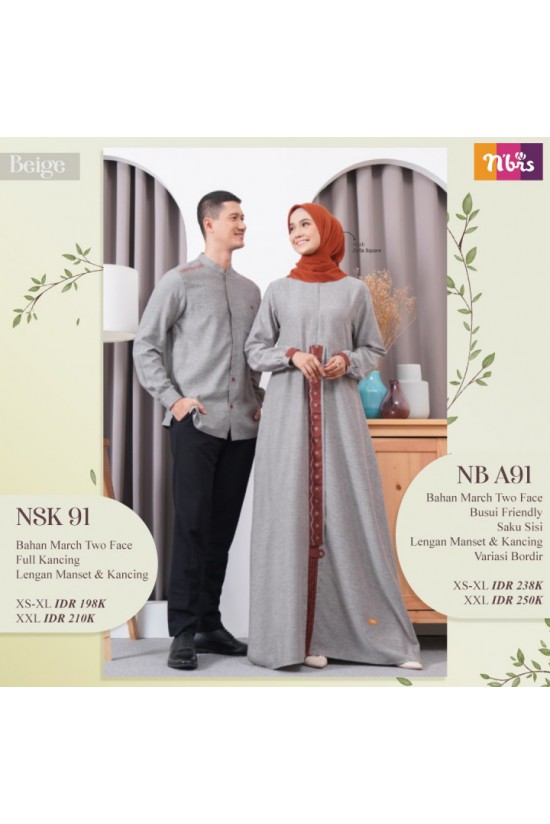 Beige
N'brs
Square
NSK 91
Bahan March Two Face
Full Kancing
Lengan Manset & Kancing
XS-XL IDR 198K
XXL IDR 210K
NB A91
Bahan March Two Face
Busui Friendly
Saku Sisi
Lengan Manset & Kancing
Variasi Bordir
XS-XL IDR 238K
XXL IDR 250K